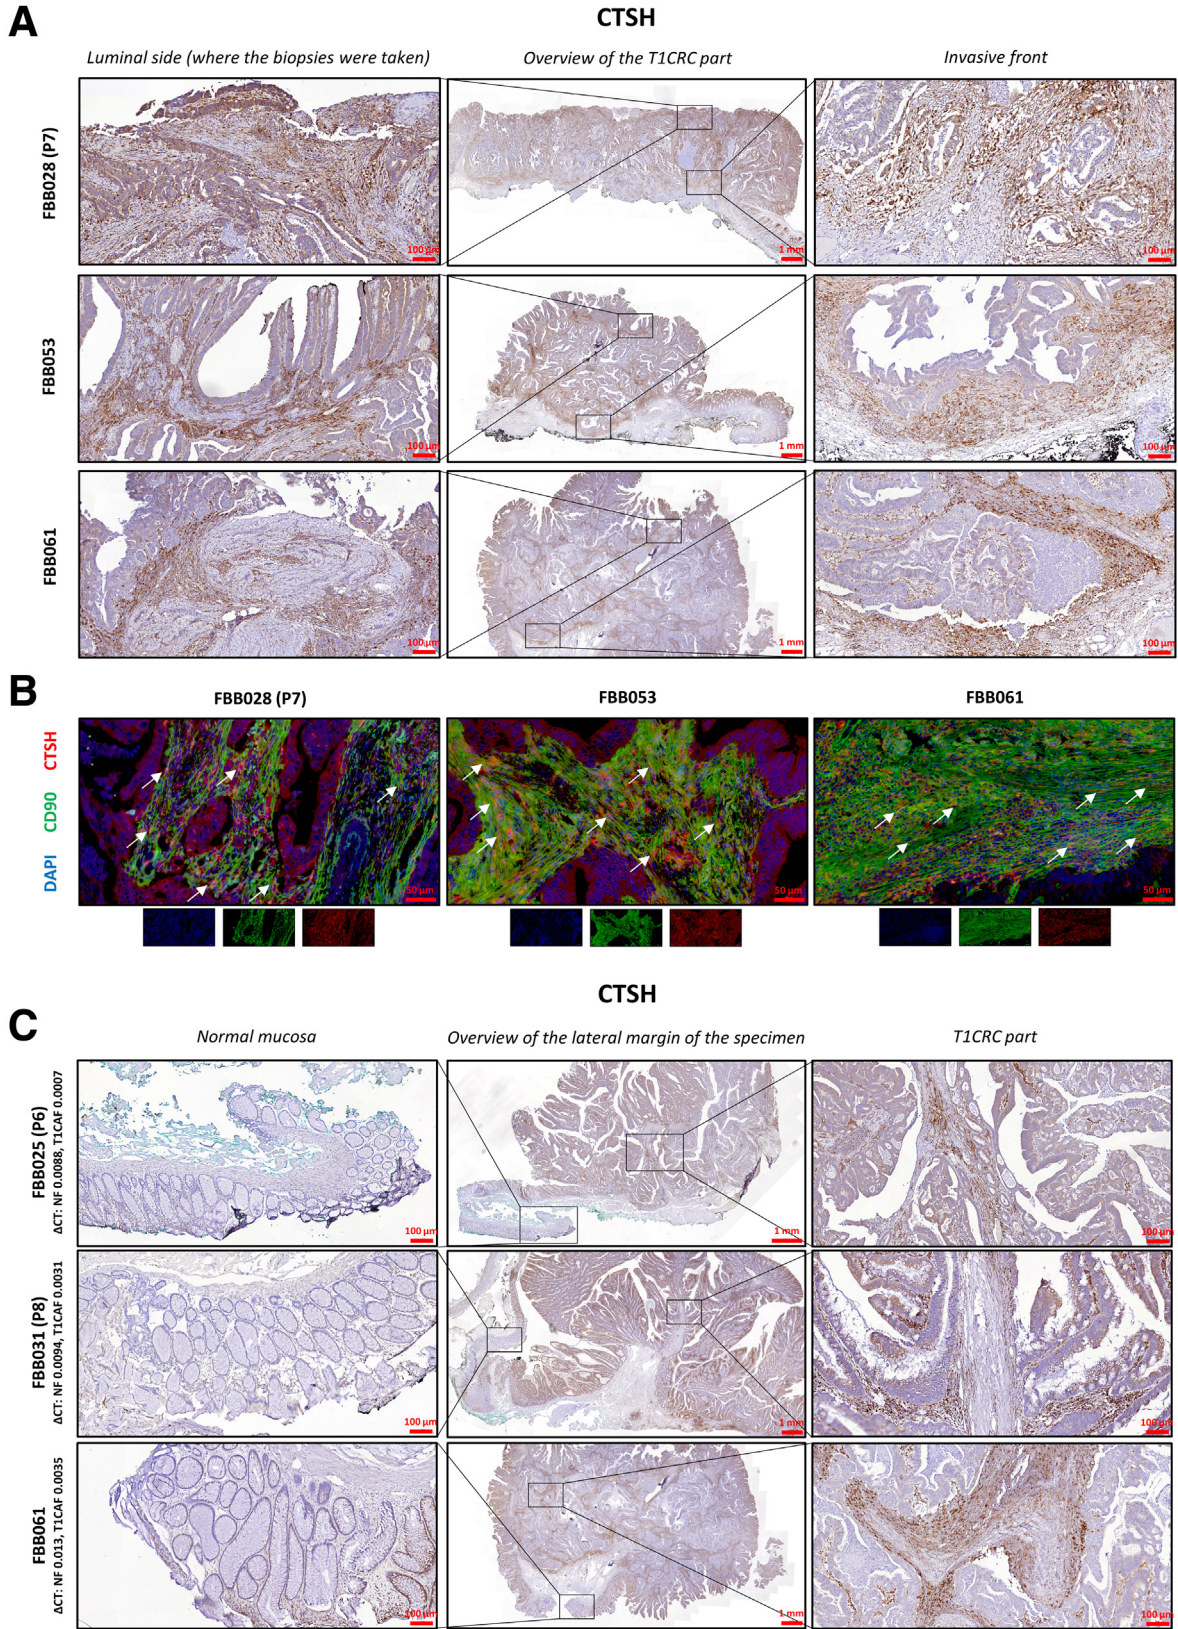 A
CTSH
Luminal side (where the biopsies were taken)
Overview of the T1CRC part
Invasive front
FBB028 (P7)
100 µm
1 mm
100 µm
FBB053
100 µm
1 mm
100 µm
FBB061
100 µm
1 mm
100 µm
B
FBB028 (P7)
FBB053
FBB061
DAPI CD90 CTSH
50 µm
50 µm
50 µm
CTSH
C
Normal mucosa
Overview of the lateral margin of the specimen
T1CRC part
FBB025 (P6)
ΔCT: NF 0.0088, T1CAF 0.0007
100 µm
1 mm
100 µm
FBB031 (P8)
ΔCT: NF 0.0094, T1CAF 0.0031
100 µm
1 mm
100 µm
FBB061
ΔCT: NF 0.013, T1CAF 0.0035
100 µm
1 mm
100 µm